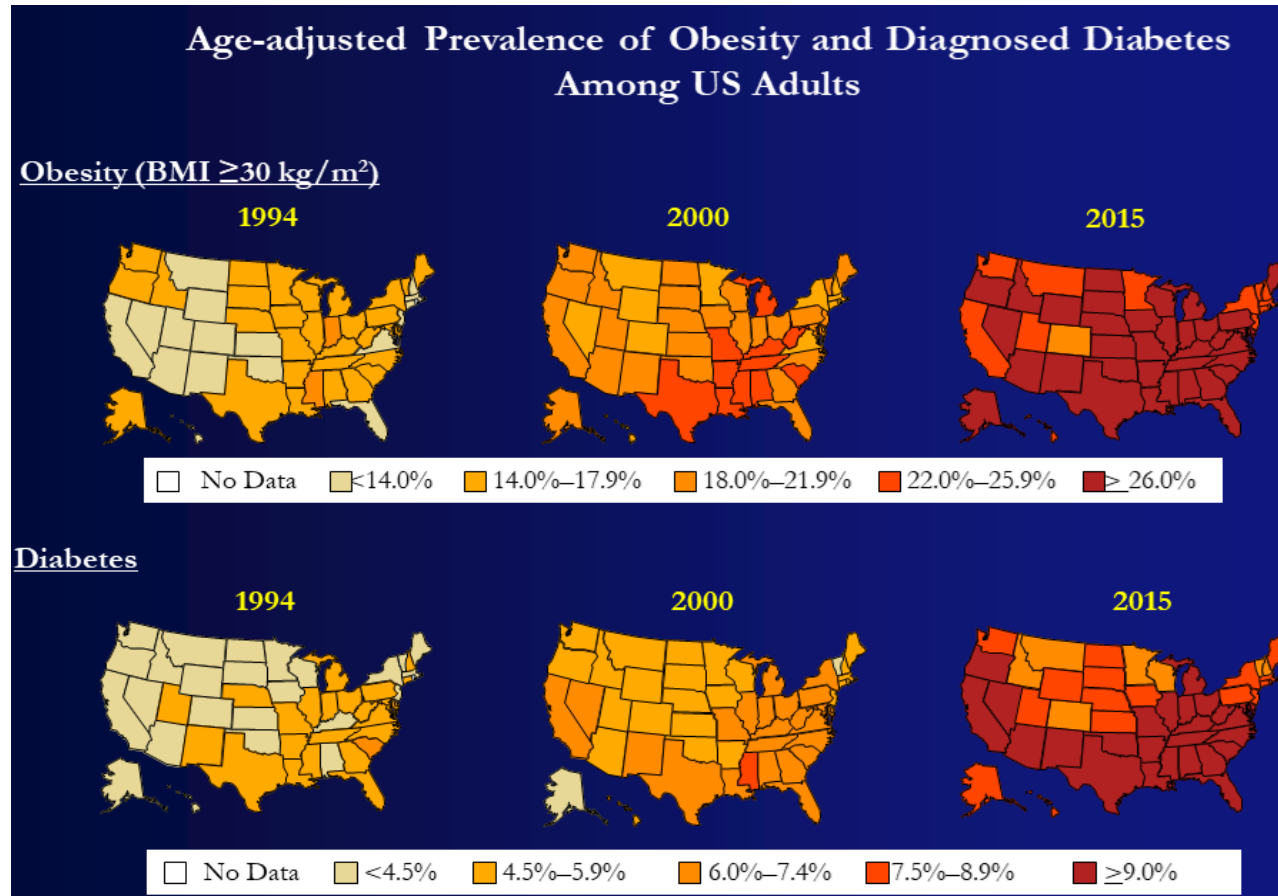 Age-adjusted Prevalence of Obesity and Diagnosed Diabetes
Among US Adults
Obesity (BMI ≥30 kg/m²)
1994 2000 2015
No Data <14.0% 14.0%–17.9% 18.0%–21.9% 22.0%–25.9% ≥ 26.0%
Diabetes
1994 2000 2015
No Data <4.5% 4.5%–5.9% 6.0%–7.4% 7.5%–8.9% ≥9.0%